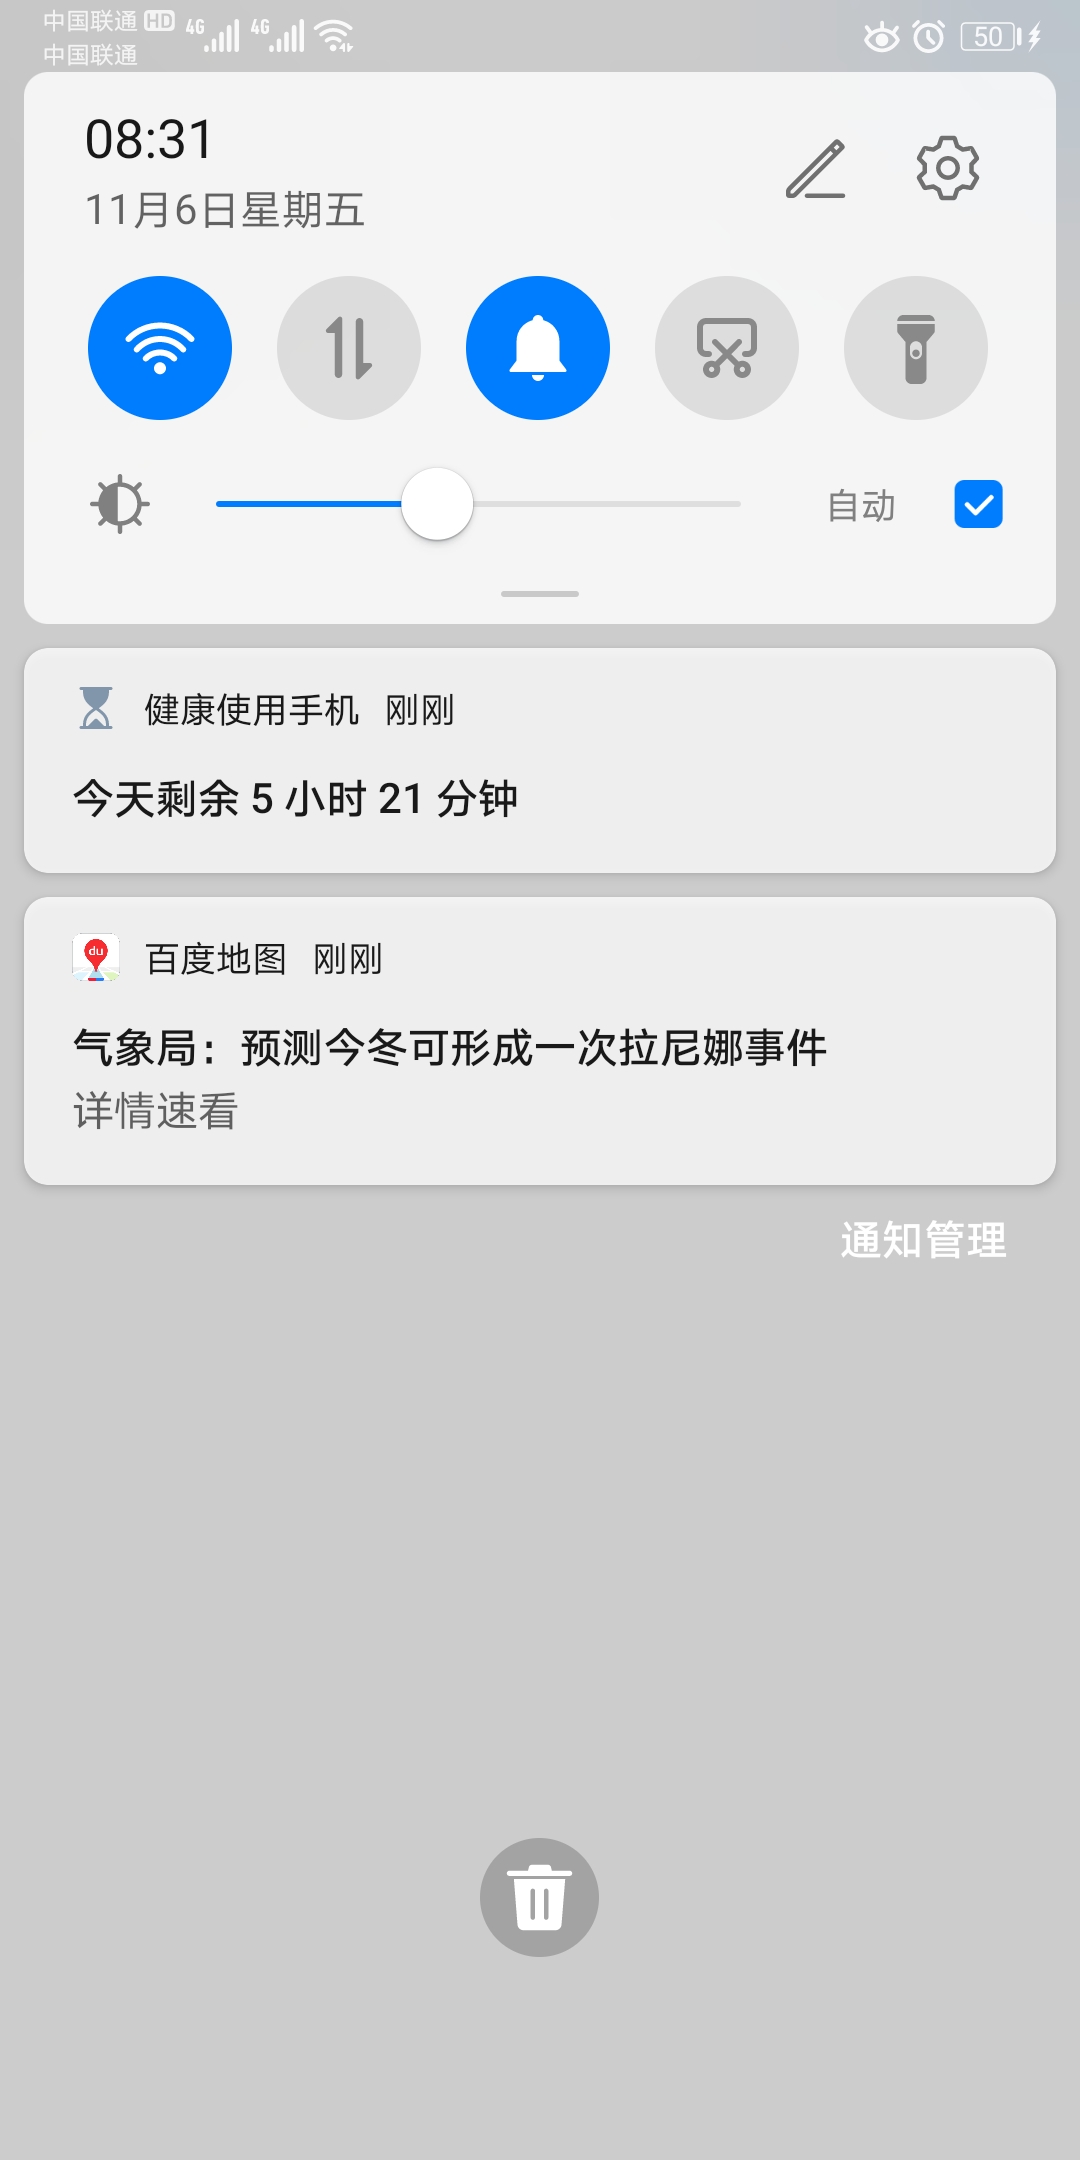 中国联通 HD 4G 4G
中国联通
50
08:31
11月6日星期五
自动
健康使用手机 刚刚
今天剩余 5 小时 21 分钟
du
百度地图 刚刚
气象局：预测今冬可形成一次拉尼娜事件
详情速看
通知管理